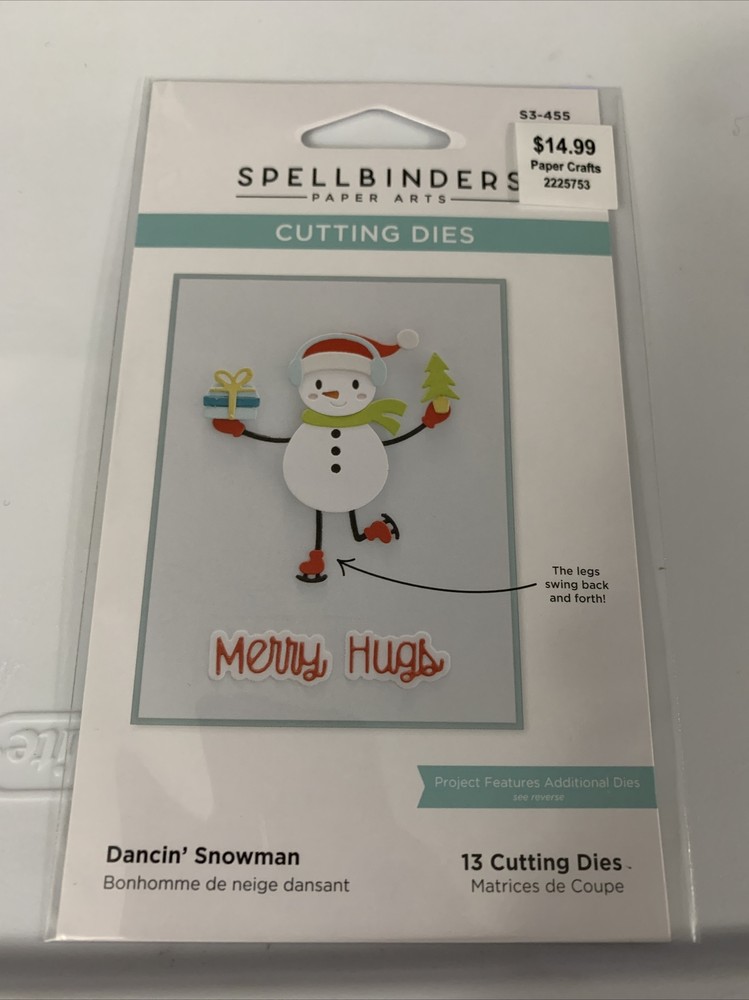 S3-455
$14.99
Paper Crafts
2225753
SPELLBINDERS
PAPER ARTS
CUTTING DIES
The legs
swing back
and forth!
Merry Hugs
Project Features Additional Dies
see reverse
Dancin' Snowman
Bonhomme de neige dansant
13 Cutting Dies
Matrices de Coupe